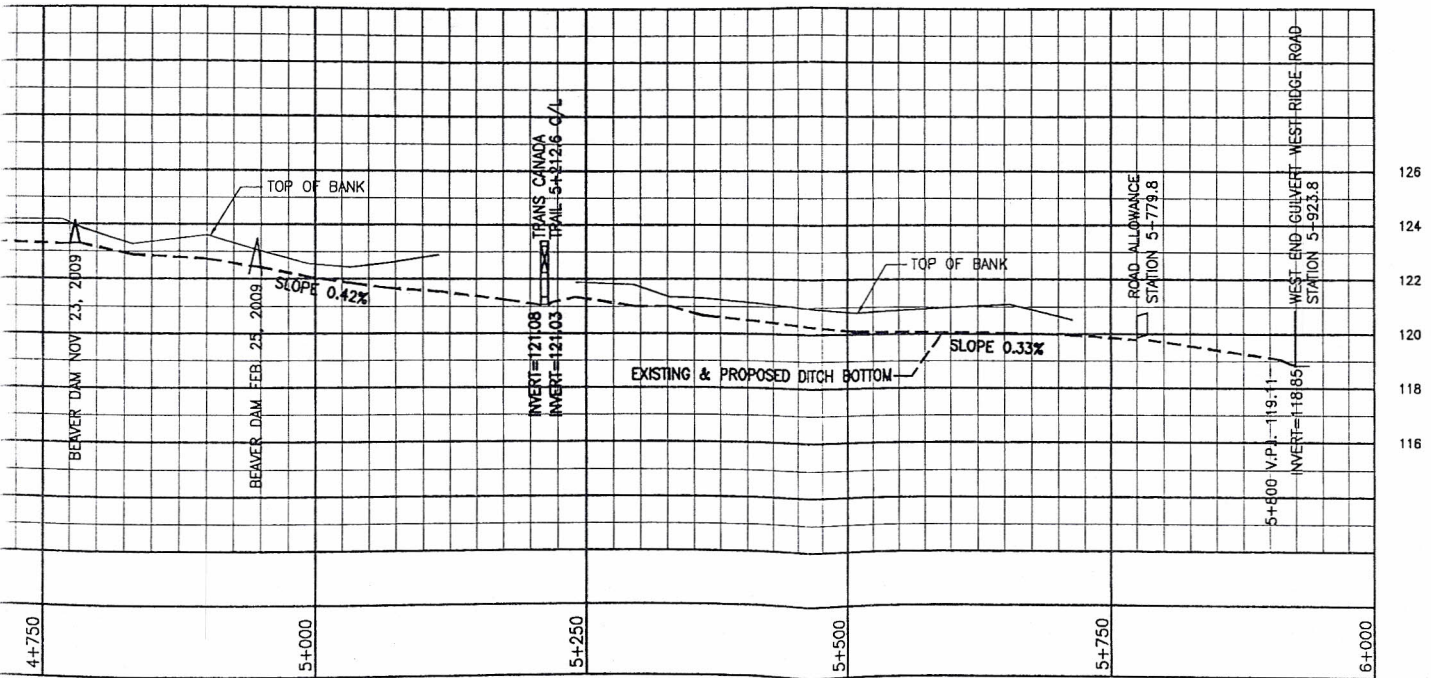 TOP OF BANK
BEAVER DAM NOV 23, 2009
BEAVER DAM FEB 25, 2009
SLOPE 0.42%
TRANS CANADA
TRAIL 5+212.6 C/L
INVERT=121.08
INVERT=121.03
TOP OF BANK
EXISTING & PROPOSED DITCH BOTTOM
SLOPE 0.33%
ROAD ALLOWANCE
STATION 5-779.8
WEST END CULVERT WEST RIDGE ROAD
STATION 5-923.8
5+800 V.P.I. 119.11
INVERT=118.85
126
124
122
120
118
116
4+750
5+000
5+250
5+500
5+750
6+000